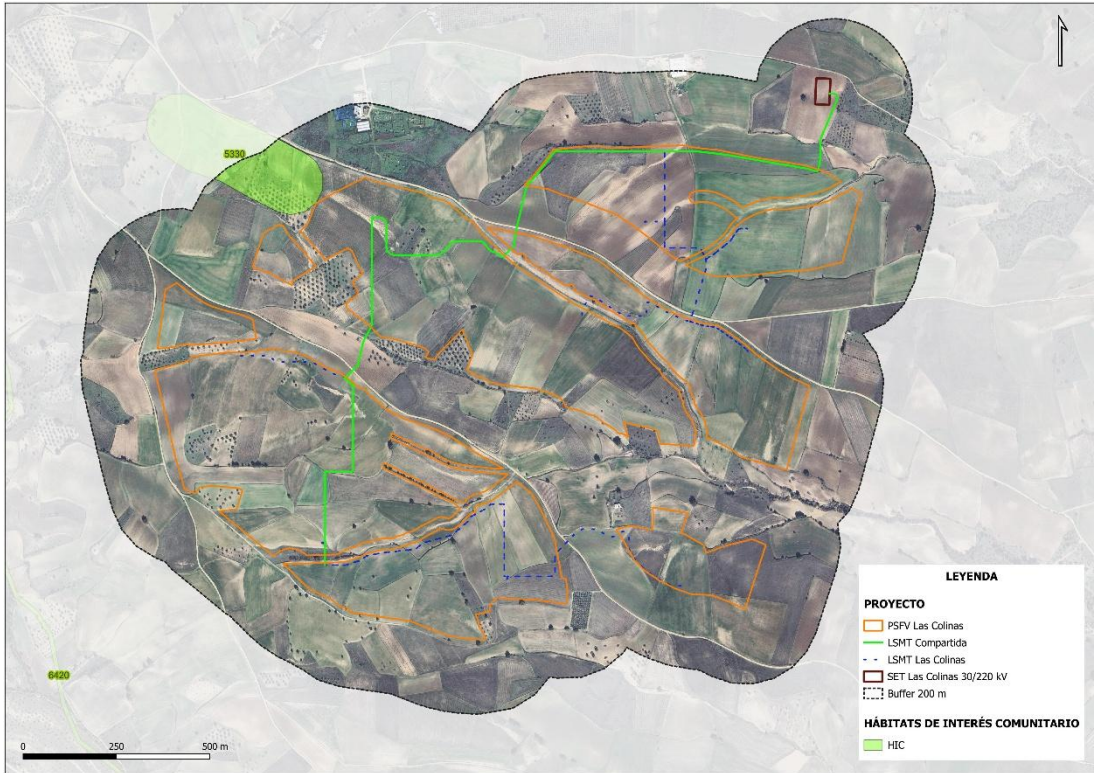 5330
6420
0 250 500 m
LEYENDA
PROYECTO
PSFV Las Colinas
LSMT Compartida
LSMT Las Colinas
SET Las Colinas 30/220 kV
Buffer 200 m
HÁBITATS DE INTERÉS COMUNITARIO
HIC